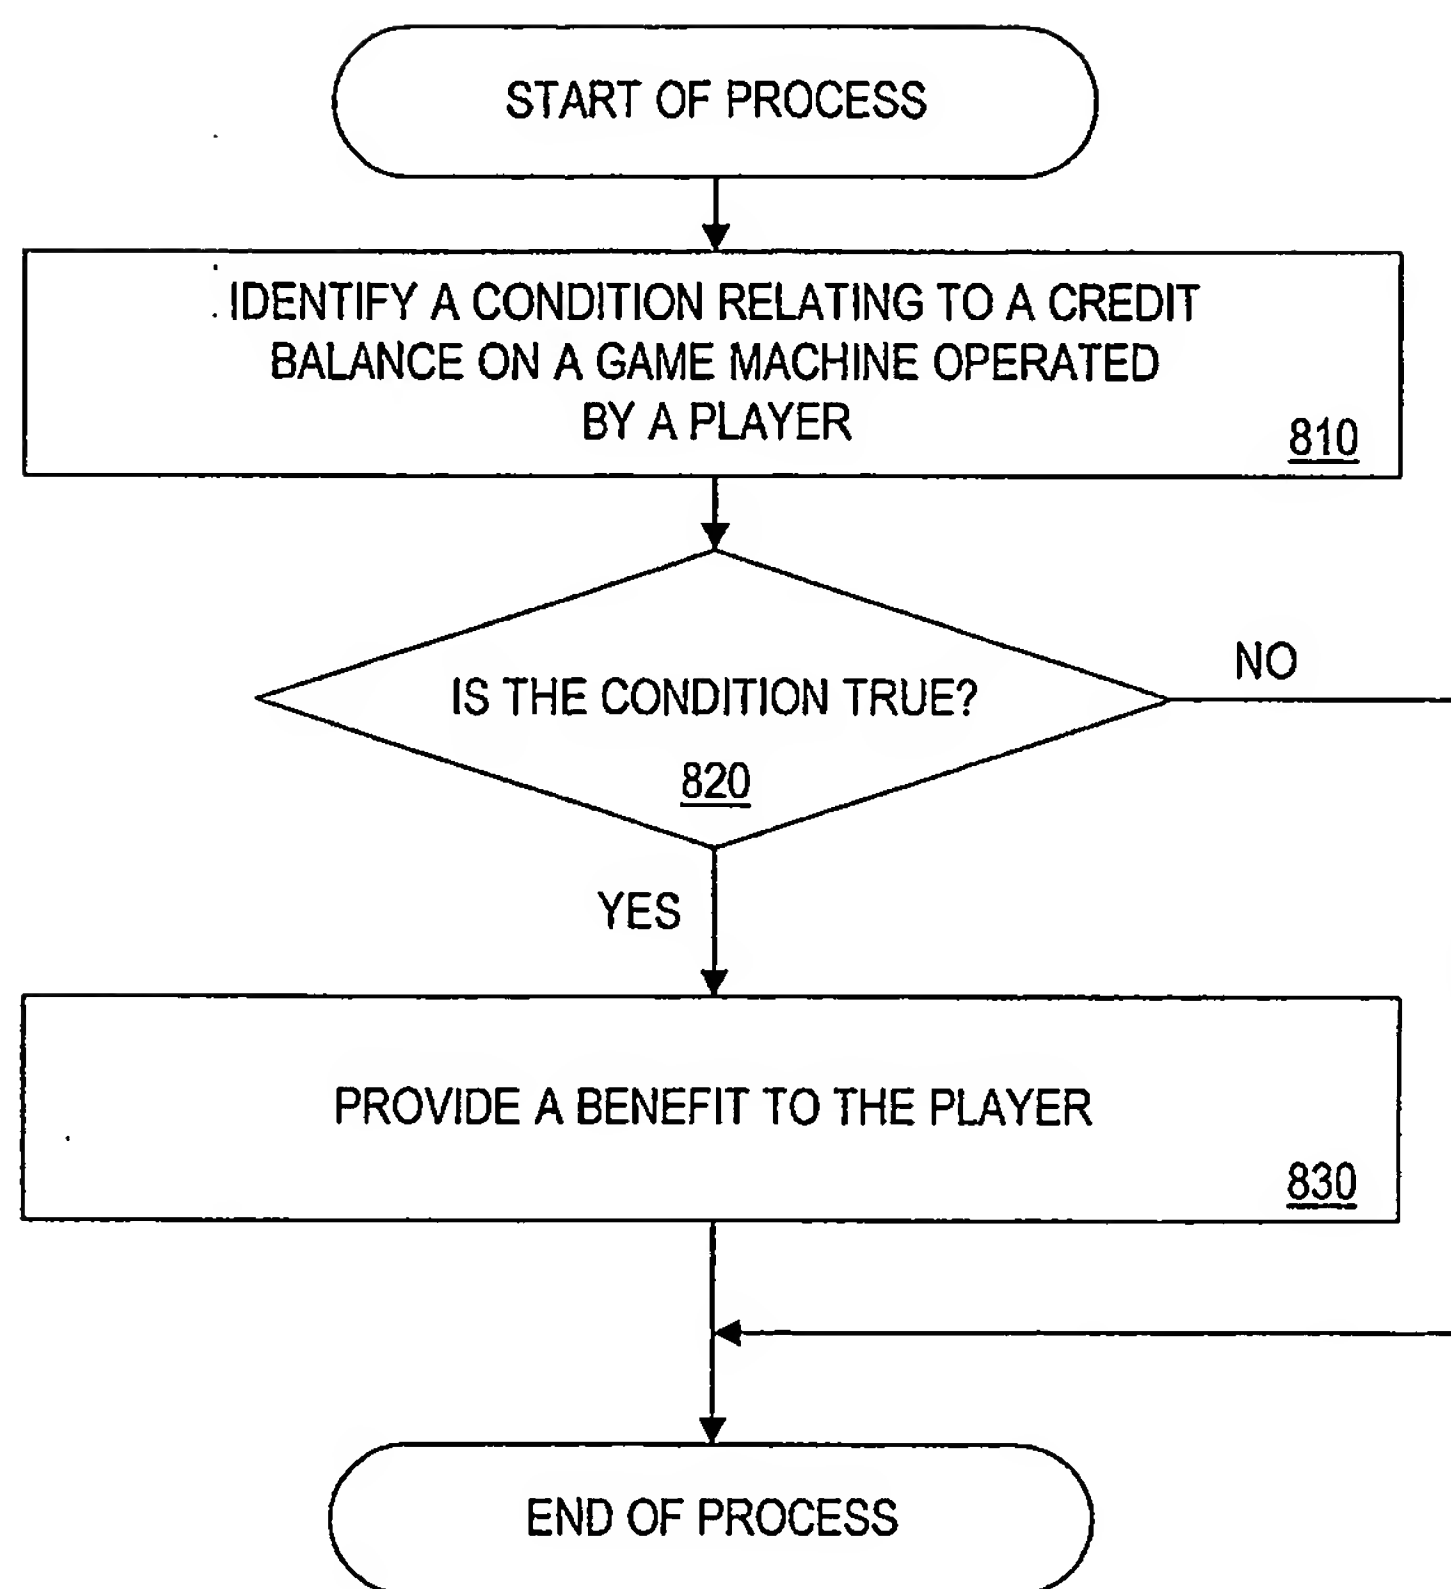 START OF PROCESS
IDENTIFY A CONDITION RELATING TO A CREDIT
BALANCE ON A GAME MACHINE OPERATED
BY A PLAYER
810
IS THE CONDITION TRUE?
NO
820
YES
PROVIDE A BENEFIT TO THE PLAYER
830
END OF PROCESS